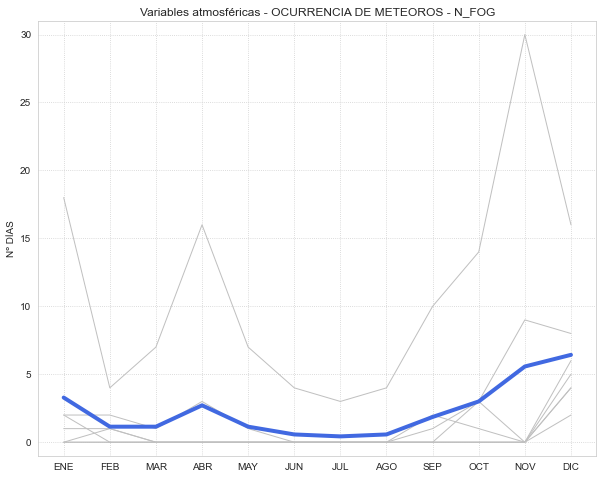 Variables atmosféricas - OCURRENCIA DE METEOROS - N_FOG
30
25
20
15
10
5
0
Nº DÍAS
ENE FEB MAR ABR MAY JUN JUL AGO SEP OCT NOV DIC